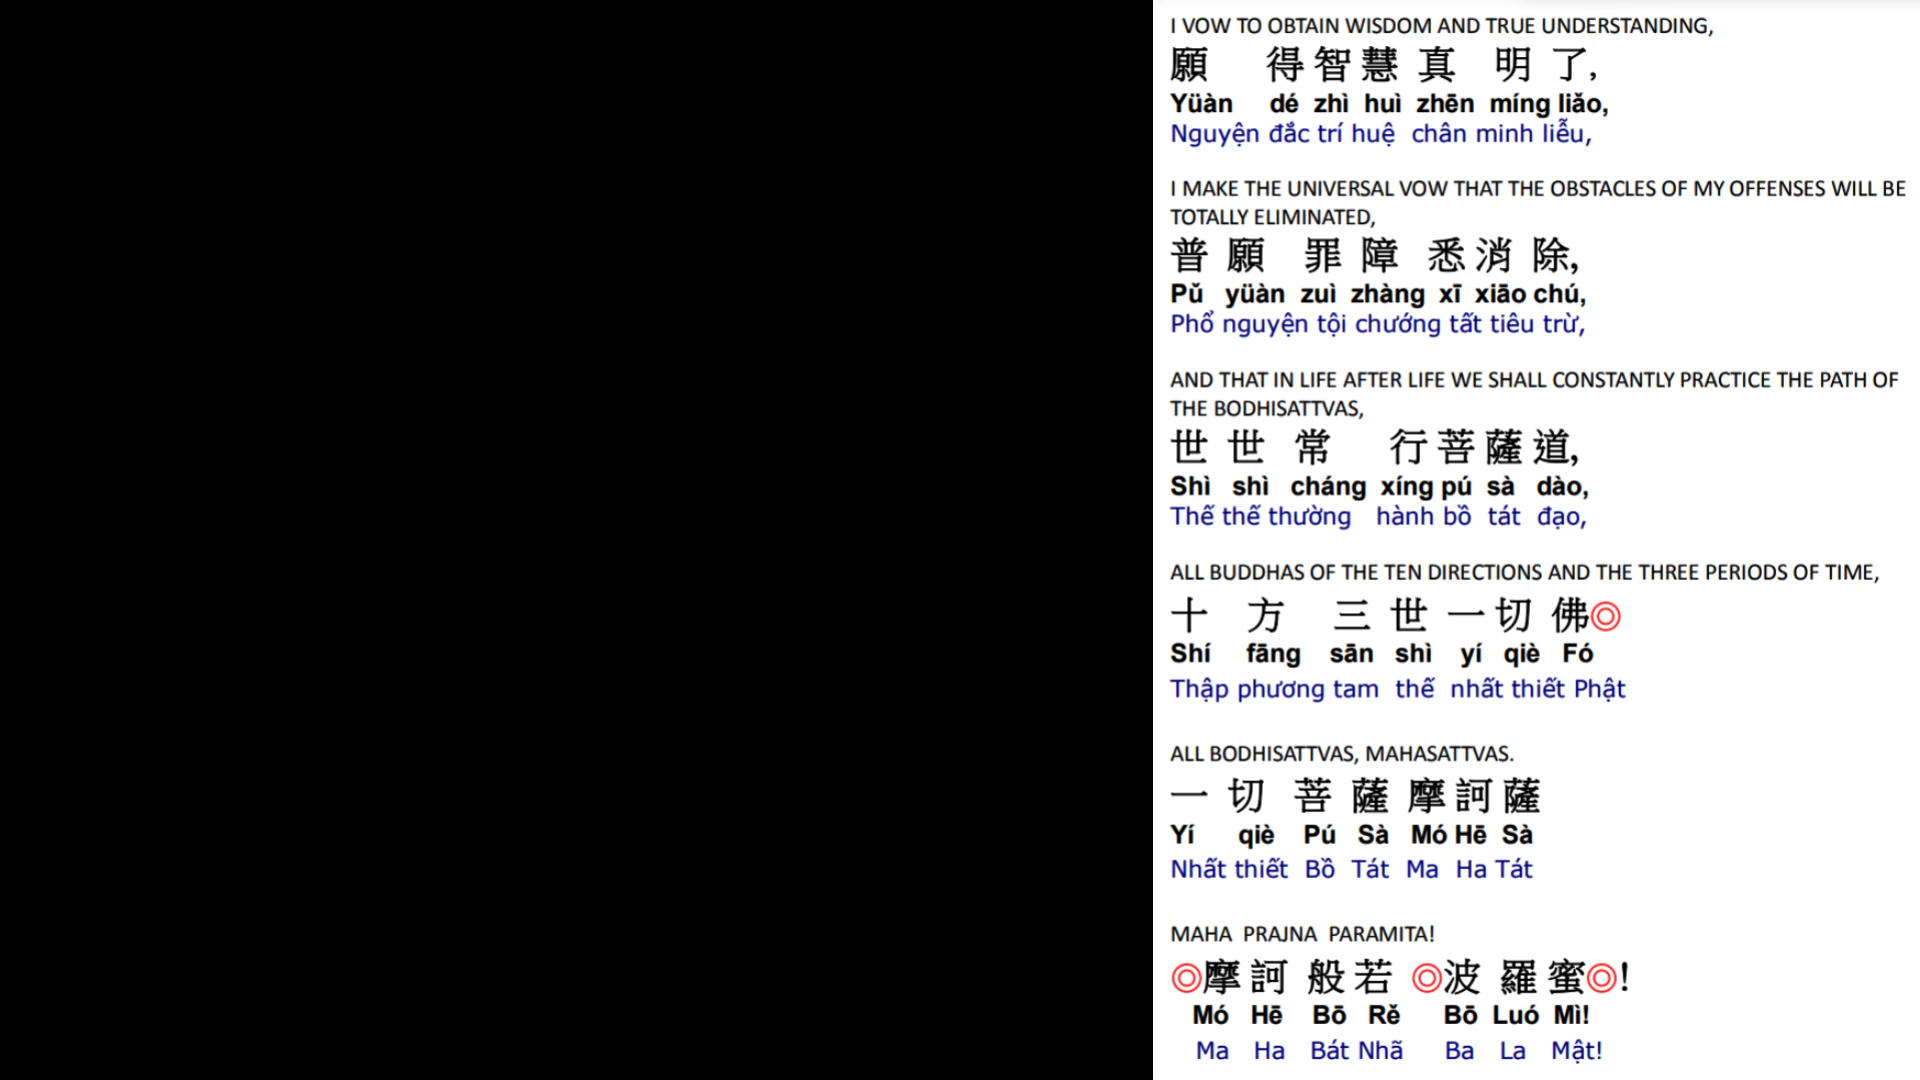 I VOW TO OBTAIN WISDOM AND TRUE UNDERSTANDING,
願 得 智 慧 真 明 了,
Yüàn dé zhì huì zhēn míng liǎo,
Nguyện đắc trí huệ chân minh liễu,
I MAKE THE UNIVERSAL VOW THAT THE OBSTACLES OF MY OFFENSES WILL BE
TOTALLY ELIMINATED,
普 願 罪 障 悉 消 除,
Pǔ yüàn zuì zhàng xī xiāo chú,
Phổ nguyện tội chướng tất tiêu trừ,
AND THAT IN LIFE AFTER LIFE WE SHALL CONSTANTLY PRACTICE THE PATH OF
THE BODHISATTVAS,
世 世 常 行 菩 薩 道,
Shì shì cháng xíng pú sà dào,
Thế thế thường hành bồ tát đạo,
ALL BUDDHAS OF THE TEN DIRECTIONS AND THE THREE PERIODS OF TIME,
十 方 三 世 一 切 佛◎
Shí fāng sān shì yí qiè Fó
Thập phương tam thế nhất thiết Phật
ALL BODHISATTVAS, MAHASATTVAS.
一 切 菩 薩 摩 訶 薩
Yí qiè Pú Sà Mó Hē Sà
Nhất thiết Bồ Tát Ma Ha Tát
MAHA PRAJNA PARAMITA!
◎摩 訶 般 若 ◎波 羅 蜜◎!
Mó Hē Bō Rě Bō Luó Mì!
Ma Ha Bát Nhã Ba La Mật!